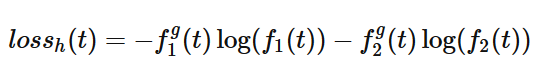 loss_h(t) = −f_1^g(t) log(f_1(t)) − f_2^g(t) log(f_2(t))